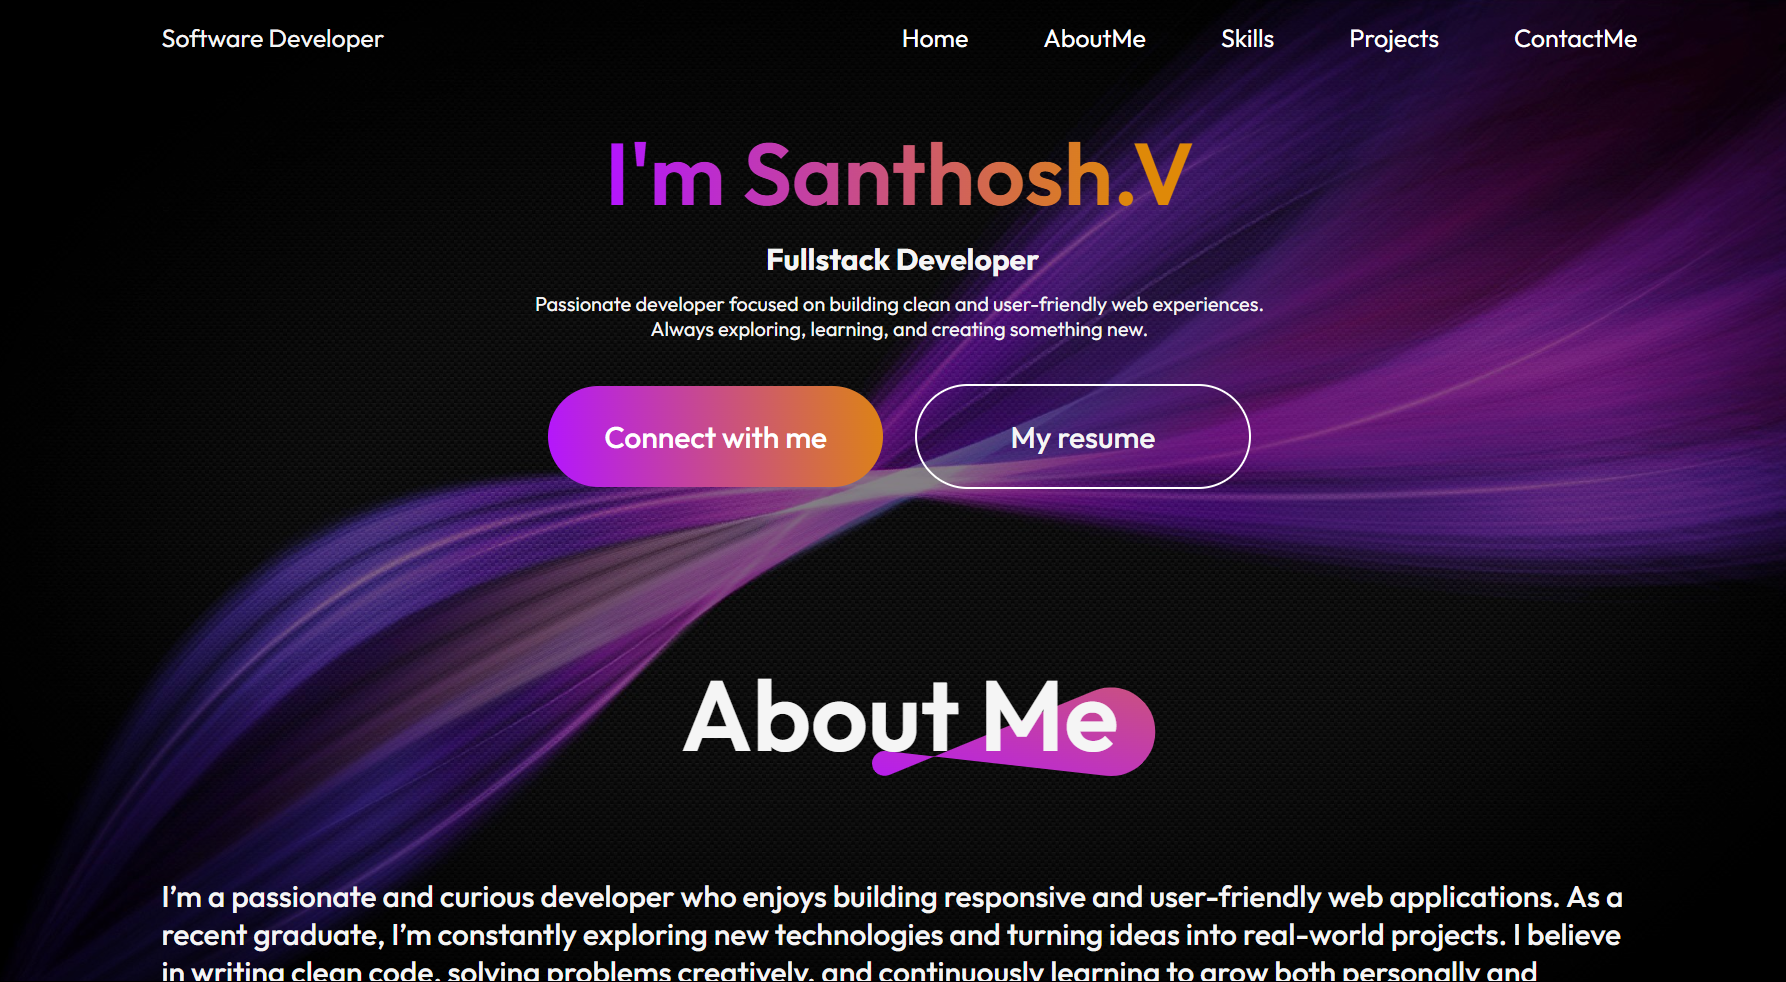 Software Developer
Home
AboutMe
Skills
Projects
ContactMe
I'm Santhosh.V
Fullstack Developer
Passionate developer focused on building clean and user-friendly web experiences.
Always exploring, learning, and creating something new.
Connect with me
My resume
About Me
I’m a passionate and curious developer who enjoys building responsive and user-friendly web applications. As a
recent graduate, I’m constantly exploring new technologies and turning ideas into real-world projects. I believe
in writing clean code, solving problems creatively, and continuously learning to grow both personally and